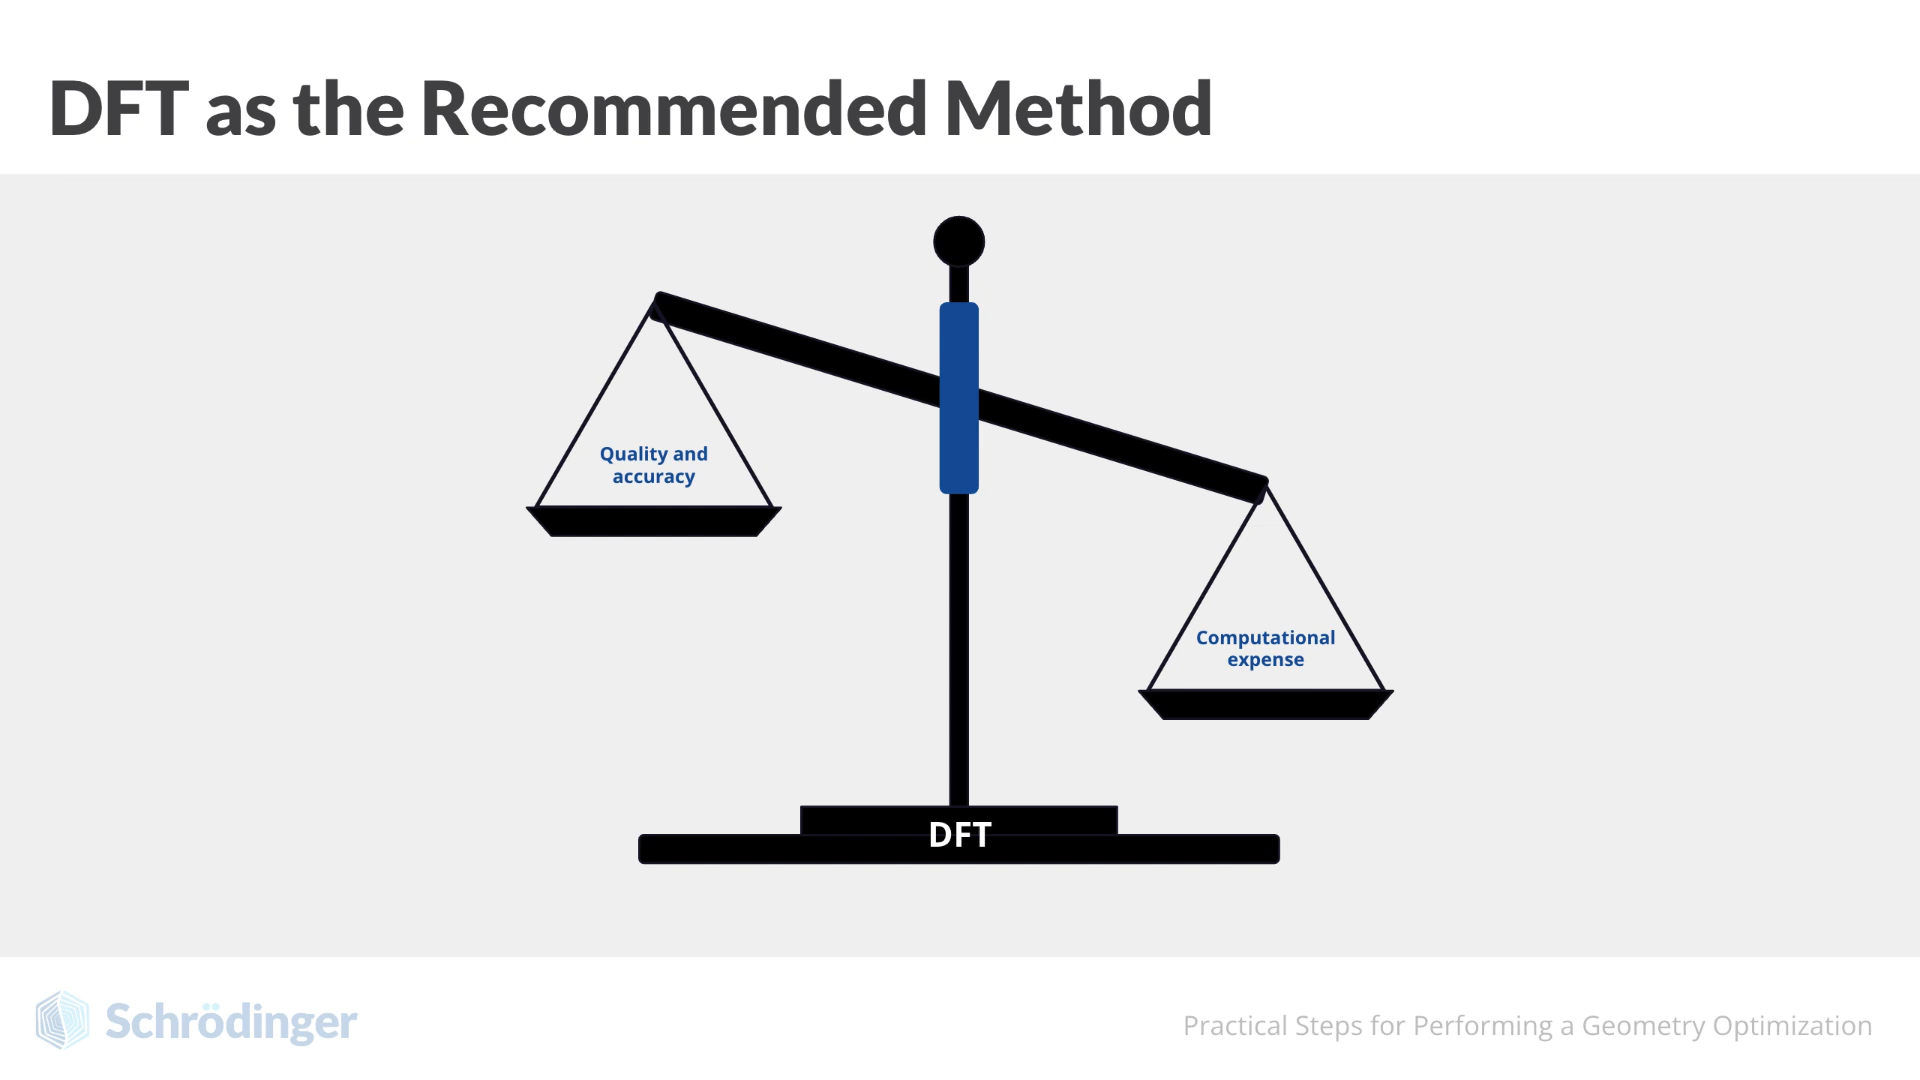 DFT as the Recommended Method
Quality and
accuracy
Computational
expense
DFT
Schrödinger
Practical Steps for Performing a Geometry Optimization